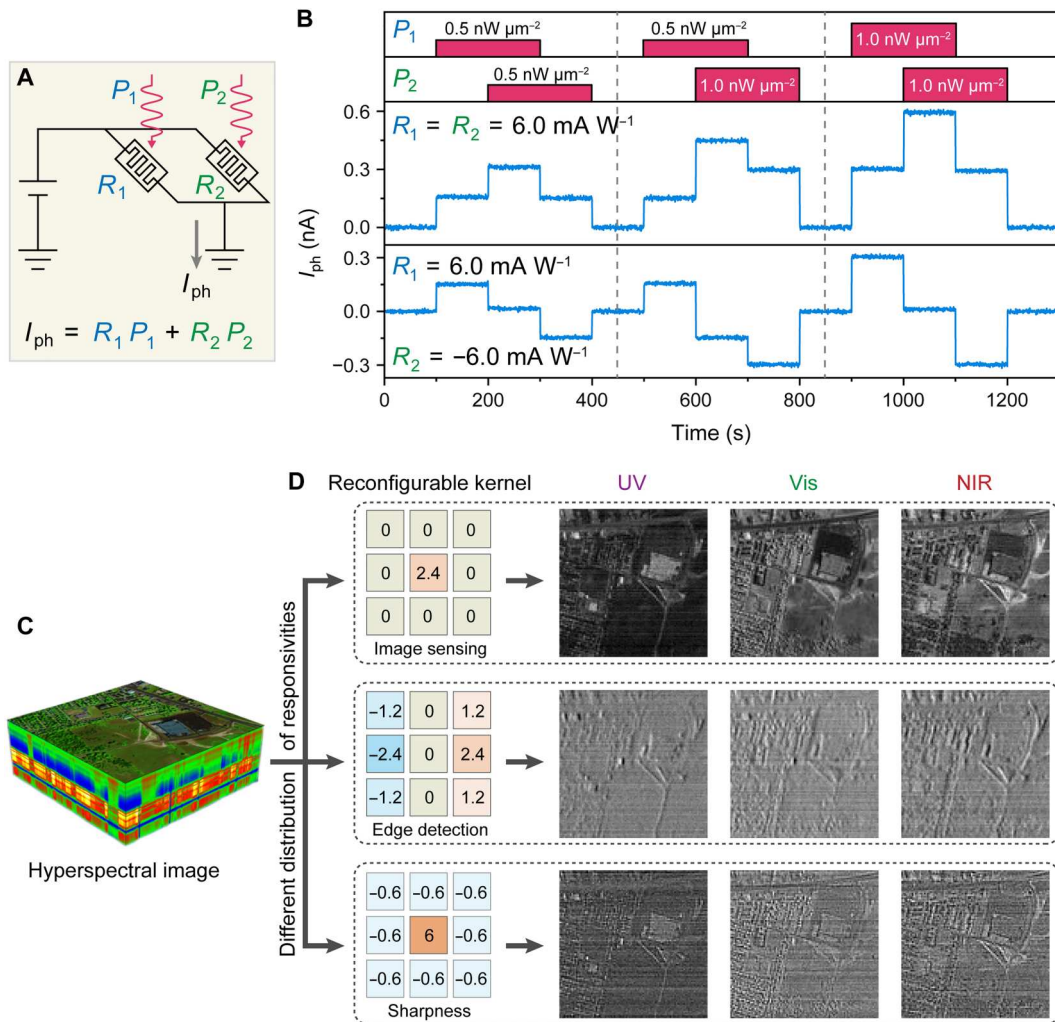 A
P1
P2
R1
R2
Iph
Iph = R1 P1 + R2 P2
B
P1
0.5 nW μm−2
0.5 nW μm−2
1.0 nW μm−2
P2
0.5 nW μm−2
1.0 nW μm−2
1.0 nW μm−2
R1 = R2 = 6.0 mA W−1
0.6
0.3
0.0
Iph (nA)
R1 = 6.0 mA W−1
R2 = −6.0 mA W−1
0.3
0.0
−0.3
0 200 400 600 800 1000 1200
Time (s)
C
Hyperspectral image
Different distribution of responsivities
D
Reconfigurable kernel UV Vis NIR
0 0 0
0 2.4 0
0 0 0
Image sensing
−1.2 0 1.2
−2.4 0 2.4
−1.2 0 1.2
Edge detection
−0.6 −0.6 −0.6
−0.6 6 −0.6
−0.6 −0.6 −0.6
Sharpness